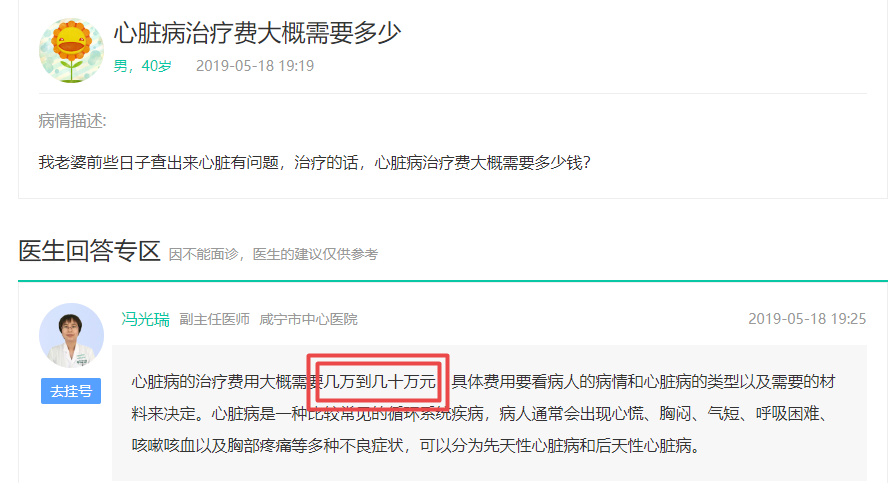 心脏病治疗费大概需要多少
男，40岁 2019-05-18 19:19
病情描述:
我老婆前些日子查出来心脏有问题，治疗的话，心脏病治疗费大概需要多少钱？
医生回答专区 因不能面诊，医生的建议仅供参考
冯光瑞 副主任医师 咸宁市中心医院 2019-05-18 19:25
去挂号
心脏病的治疗费用大概需要几万到几十万元，具体费用要看病人的病情和心脏病的类型以及需要的材
料来决定。心脏病是一种比较常见的循环系统疾病，病人通常会出现心慌、胸闷、气短、呼吸困难、
咳嗽咳血以及胸部疼痛等多种不良症状，可以分为先天性心脏病和后天性心脏病。